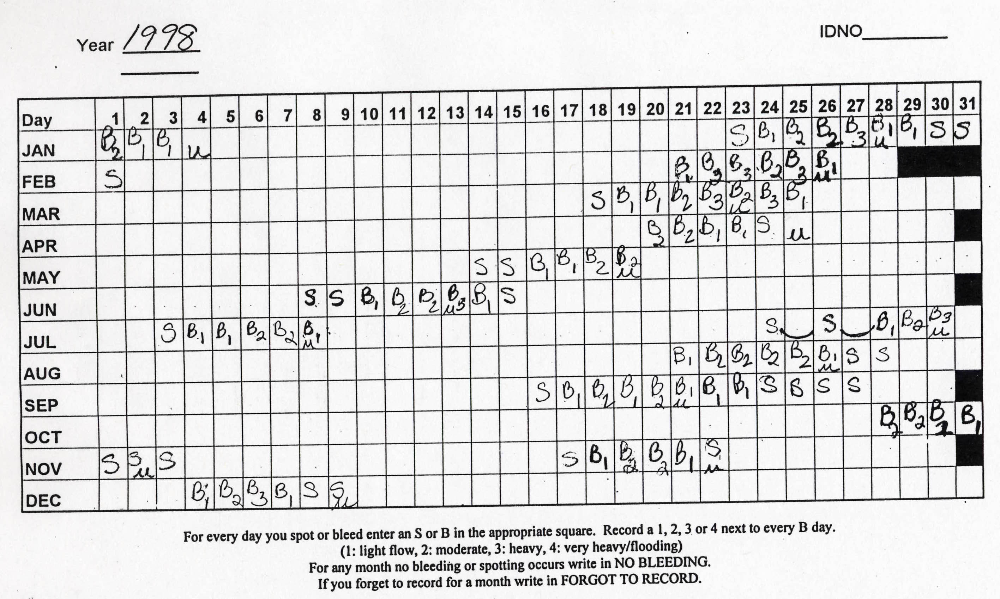 Year 1998
IDNO
Day 1 2 3 4 5 6 7 8 9 10 11 12 13 14 15 16 17 18 19 20 21 22 23 24 25 26 27 28 29 30 31
JAN B2 B1 B1 u S B1 B2 B2 B3 B1 u B1 S S
FEB S B1 B3 B3 B2 B3 B1 u
MAR S B1 B1 B2 B3 B2 u B3 B1
APR B2 B2 B1 B1 S u
MAY S S B1 B1 B2 B2 u
JUN S S B1 B2 B2 B3 u B1 S
JUL S B1 B1 B2 B2 B1 u S S B1 B2 B3 u
AUG B1 B2 B2 B2 B2 B1 u S S
SEP S B1 B2 B1 B2 B1 u B1 B1 S S S S
OCT B2 B2 B B1
NOV S S u S S B1 B2 B2 B1 S u
DEC B1 B2 B3 B1 S S u
For every day you spot or bleed enter an S or B in the appropriate square. Record a 1, 2, 3 or 4 next to every B day.
(1: light flow, 2: moderate, 3: heavy, 4: very heavy/flooding)
For any month no bleeding or spotting occurs write in NO BLEEDING.
If you forget to record for a month write in FORGOT TO RECORD.